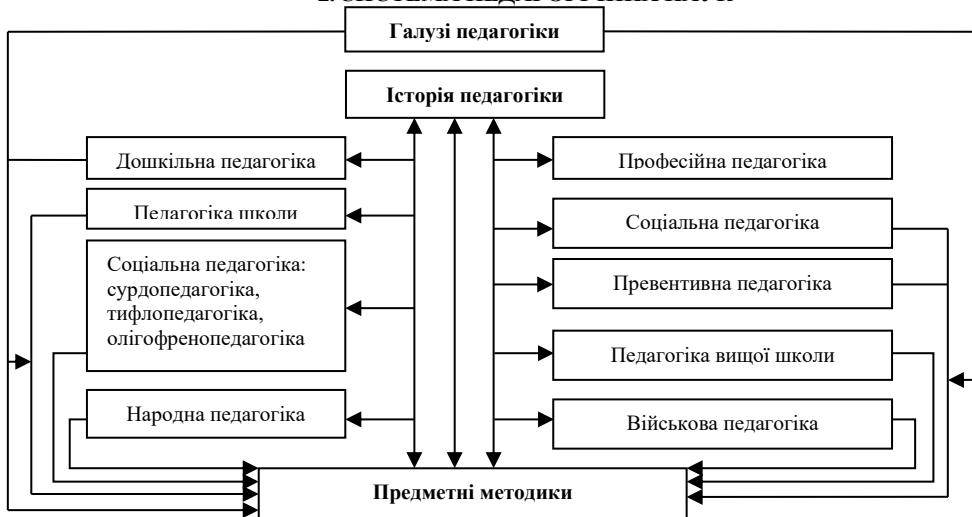 Галузі педагогіки
Історія педагогіки
Дошкільна педагогіка
Педагогіка школи
Соціальна педагогіка:
сурдопедагогіка,
тифлопедагогіка,
олігофренопедагогіка
Народна педагогіка
Професійна педагогіка
Соціальна педагогіка
Превентивна педагогіка
Педагогіка вищої школи
Військова педагогіка
Предметні методики